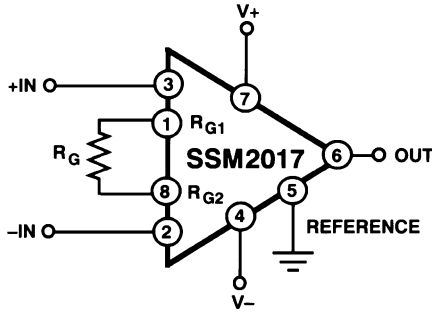 V+
+IN
3
7
1
RG1
RG
SSM2017
6
OUT
8
RG2
5
4
REFERENCE
–IN
2
V–